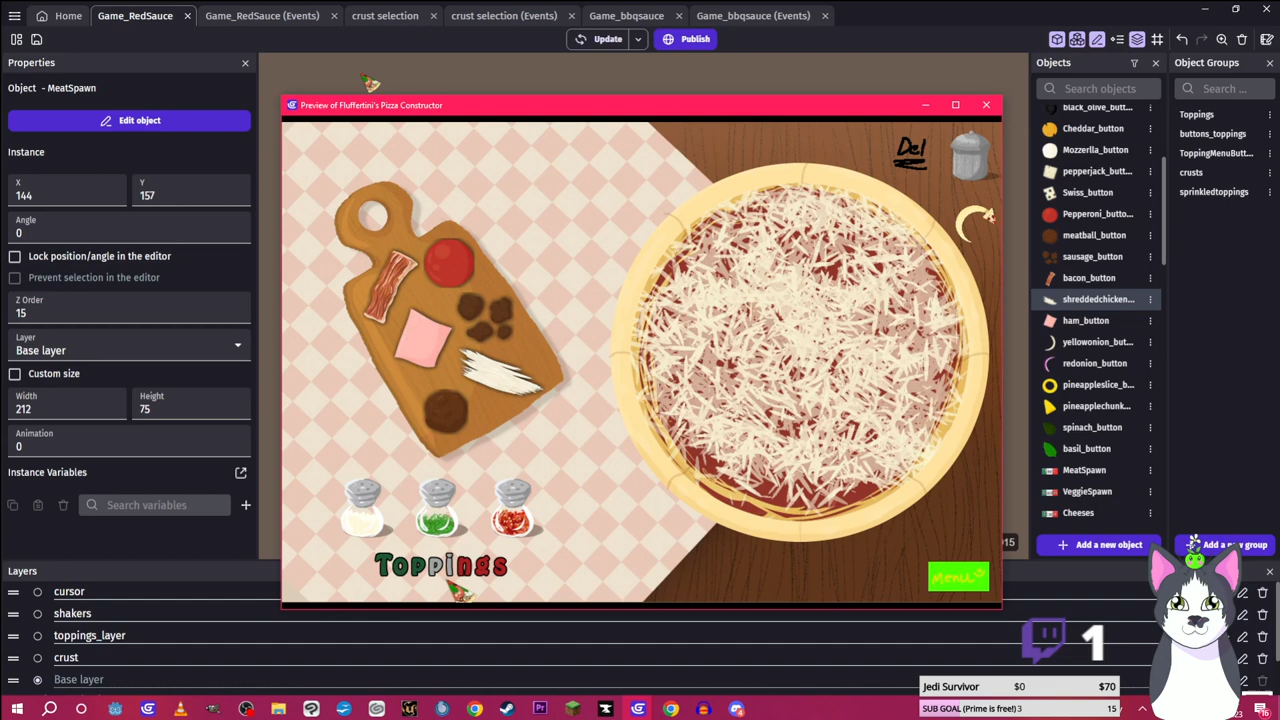 Home
Game_RedSauce
Game_RedSauce (Events)
crust selection
crust selection (Events)
Game_bbqsauce
Game_bbqsauce (Events)
Update
Publish
Properties
Object - MeatSpawn
Edit object
Instance
X
144
Y
157
Angle
0
Lock position/angle in the editor
Prevent selection in the editor
Z Order
15
Layer
Base layer
Custom size
Width
212
Height
75
Animation
0
Instance Variables
Search variables
Preview of Fluffertini's Pizza Constructor
Del
Toppings
Menu
Objects
Search objects
black_olive_butt...
Cheddar_button
Mozzerlla_button
pepperjack_butt...
Swiss_button
Pepperoni_butto...
meatball_button
sausage_button
bacon_button
shreddedchicken...
ham_button
yellowonion_butt...
redonion_button
pineappleslice_b...
pineapplechunk...
spinach_button
basil_button
MeatSpawn
VeggieSpawn
Cheeses
Add a new object
Object Groups
Search ...
Toppings
buttons_toppings
ToppingMenuButt...
crusts
sprinkledtoppings
Add a new group
Layers
cursor
shakers
toppings_layer
crust
Base layer
1
Jedi Survivor $0 $70
SUB GOAL (Prime is free!) 3 15